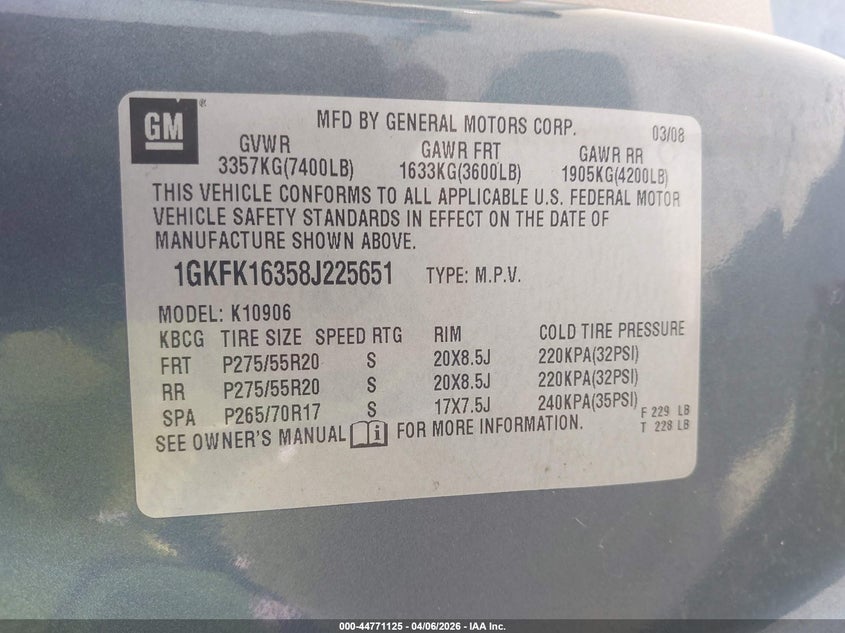 GM ®
MFD BY GENERAL MOTORS CORP. 03/08
GVWR GAWR FRT GAWR RR
3357KG(7400LB) 1633KG(3600LB) 1905KG(4200LB)
THIS VEHICLE CONFORMS TO ALL APPLICABLE U.S. FEDERAL MOTOR
VEHICLE SAFETY STANDARDS IN EFFECT ON THE DATE OF
MANUFACTURE SHOWN ABOVE.
1GKFK16358J225651 TYPE: M.P.V.
MODEL: K10906
KBCG TIRE SIZE SPEED RTG RIM COLD TIRE PRESSURE
FRT P275/55R20 S 20X8.5J 220KPA(32PSI)
RR P275/55R20 S 20X8.5J 220KPA(32PSI)
SPA P265/70R17 S 17X7.5J 240KPA(35PSI)
F 229 LB
T 228 LB
SEE OWNER'S MANUAL i FOR MORE INFORMATION.
000-44771125 - 04/06/2026 - IAA Inc.